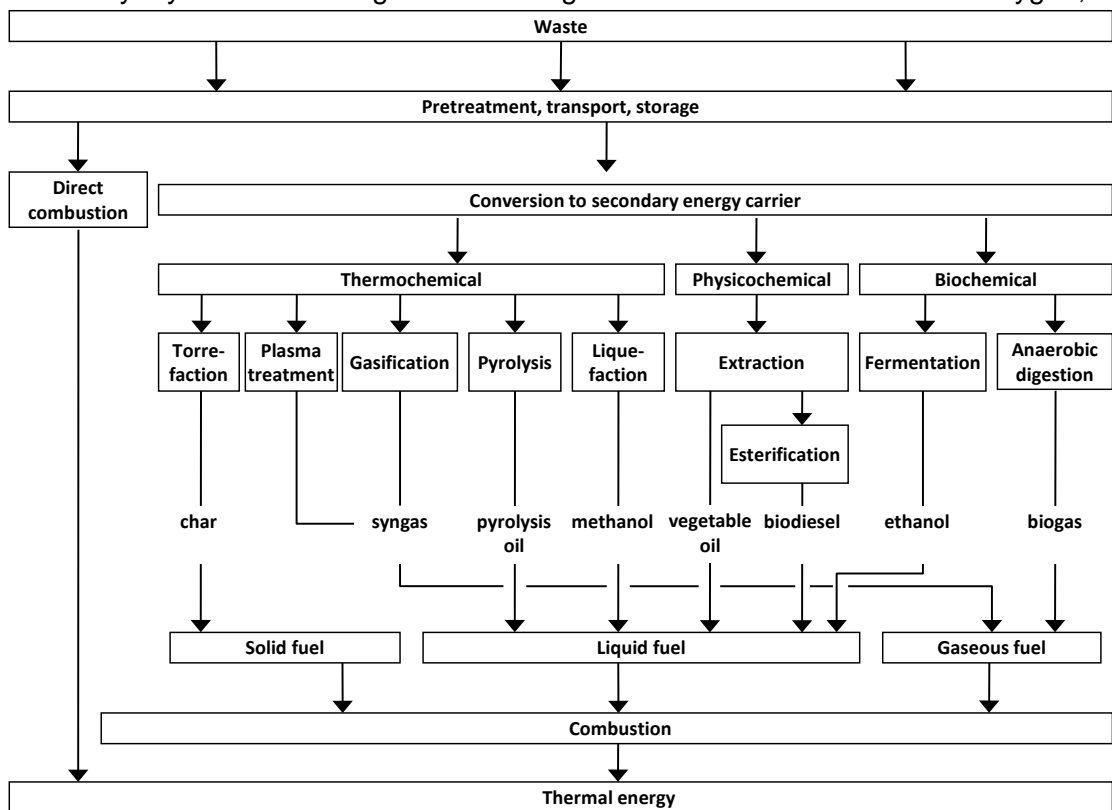 Waste
Pretreatment, transport, storage
Direct
combustion
Conversion to secondary energy carrier
Thermochemical
Physicochemical
Biochemical
Torre-
faction
Plasma
treatment
Gasification
Pyrolysis
Lique-
faction
Extraction
Fermentation
Anaerobic
digestion
Esterification
char
syngas
pyrolysis
oil
methanol
vegetable
oil
biodiesel
ethanol
biogas
Solid fuel
Liquid fuel
Gaseous fuel
Combustion
Thermal energy